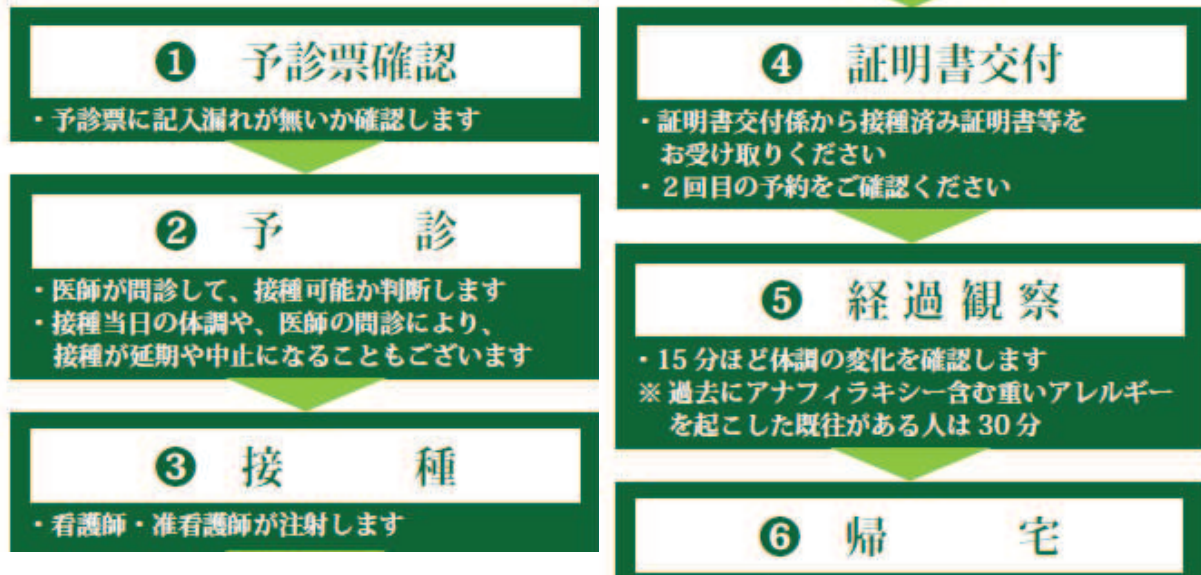 ❶ 予診票確認
・予診票に記入漏れが無いか確認します
❷ 予診
・医師が問診して、接種可能か判断します
・接種当日の体調や、医師の問診により、
接種が延期や中止になることもございます
❸ 接種
・看護師・准看護師が注射します
❹ 証明書交付
・証明書交付係から接種済み証明書等を
お受け取りください
・２回目の予約をご確認ください
❺ 経過観察
・15分ほど体調の変化を確認します
※ 過去にアナフィラキシー含む重いアレルギー
を起こした既往がある人は30分
❻ 帰宅